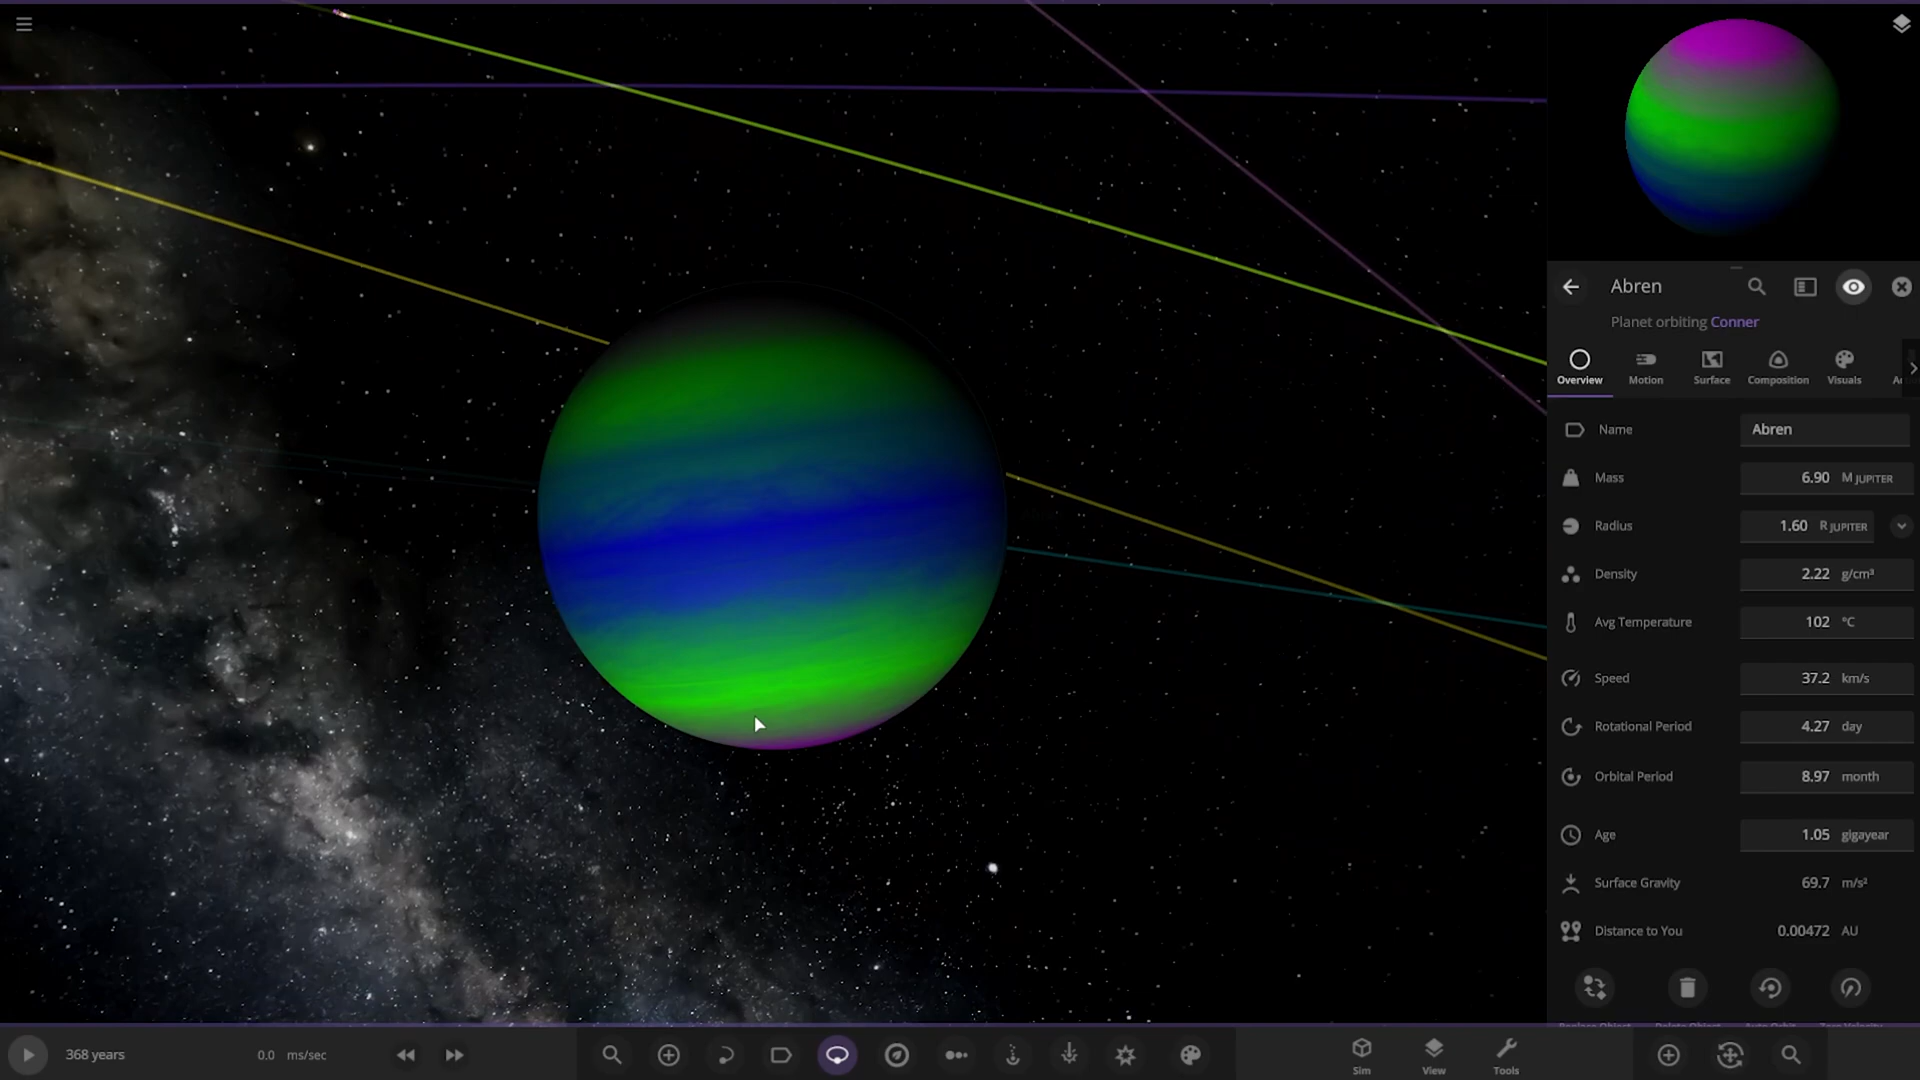 Abren
Planet orbiting Conner
Overview Motion Surface Composition Visuals
Name Abren
Mass 6.90 M JUPITER
Radius 1.60 R JUPITER
Density 2.22 g/cm³
Avg Temperature 102 °C
Speed 37.2 km/s
Rotational Period 4.27 day
Orbital Period 8.97 month
Age 1.05 gigayear
Surface Gravity 69.7 m/s²
Distance to You 0.00472 AU
368 years 0.0 ms/sec Sim View Tools